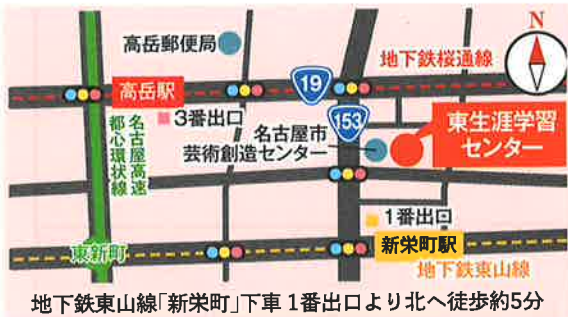 高岳郵便局
N
地下鉄桜通線
19
高岳駅
3番出口
153
名古屋市
芸術創造センター
東生涯学習
センター
名古屋高速
都心環状線
1番出口
東新町
新栄町駅
地下鉄東山線
地下鉄東山線「新栄町」下車 1番出口より北へ徒歩約5分